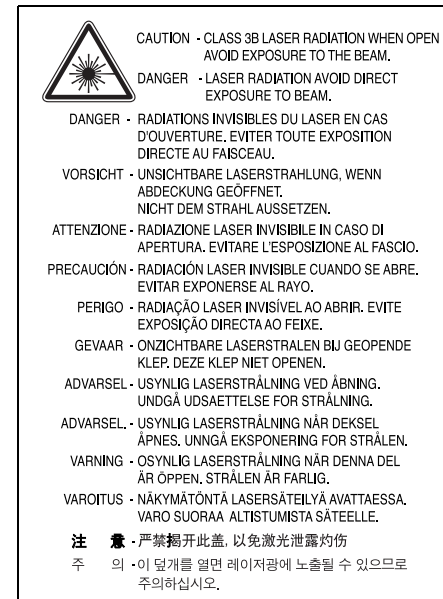 CAUTION - CLASS 3B LASER RADIATION WHEN OPEN
AVOID EXPOSURE TO THE BEAM.
DANGER - LASER RADIATION AVOID DIRECT
EXPOSURE TO BEAM.
DANGER - RADIATIONS INVISIBLES DU LASER EN CAS
D'OUVERTURE. EVITER TOUTE EXPOSITION
DIRECTE AU FAISCEAU.
VORSICHT - UNSICHTBARE LASERSTRAHLUNG, WENN
ABDECKUNG GEÖFFNET.
NICHT DEM STRAHL AUSSETZEN.
ATTENZIONE - RADIAZIONE LASER INVISIBILE IN CASO DI
APERTURA. EVITARE L'ESPOSIZIONE AL FASCIO.
PRECAUCIÓN - RADIACIÓN LASER INVISIBLE CUANDO SE ABRE.
EVITAR EXPONERSE AL RAYO.
PERIGO - RADIAÇÃO LASER INVISÍVEL AO ABRIR. EVITE
EXPOSIÇÃO DIRECTA AO FEIXE.
GEVAAR - ONZICHTBARE LASERSTRALEN BIJ GEOPENDE
KLEP. DEZE KLEP NIET OPENEN.
ADVARSEL - USYNLIG LASERSTRÅLNING VED ÅBNING.
UNDGÅ UDSAETTELSE FOR STRÅLNING.
ADVARSEL. - USYNLIG LASERSTRÅLNING NÅR DEKSEL
ÅPNES. UNNGÅ EKSPONERING FOR STRÅLEN.
VARNING - OSYNLIG LASERSTRÅLNING NÄR DENNA DEL
ÄR ÖPPEN. STRÅLEN ÄR FARLIG.
VAROITUS - NÄKYMÄTÖNTÄ LASERSÄTEILYÄ AVATTAESSA.
VARO SUORAA ALTISTUMISTA SÄTEELLE.
注 意 - 严禁揭开此盖, 以免激光泄露灼伤
주 의 - 이 덮개를 열면 레이저광에 노출될 수 있으므로
주의하십시오.